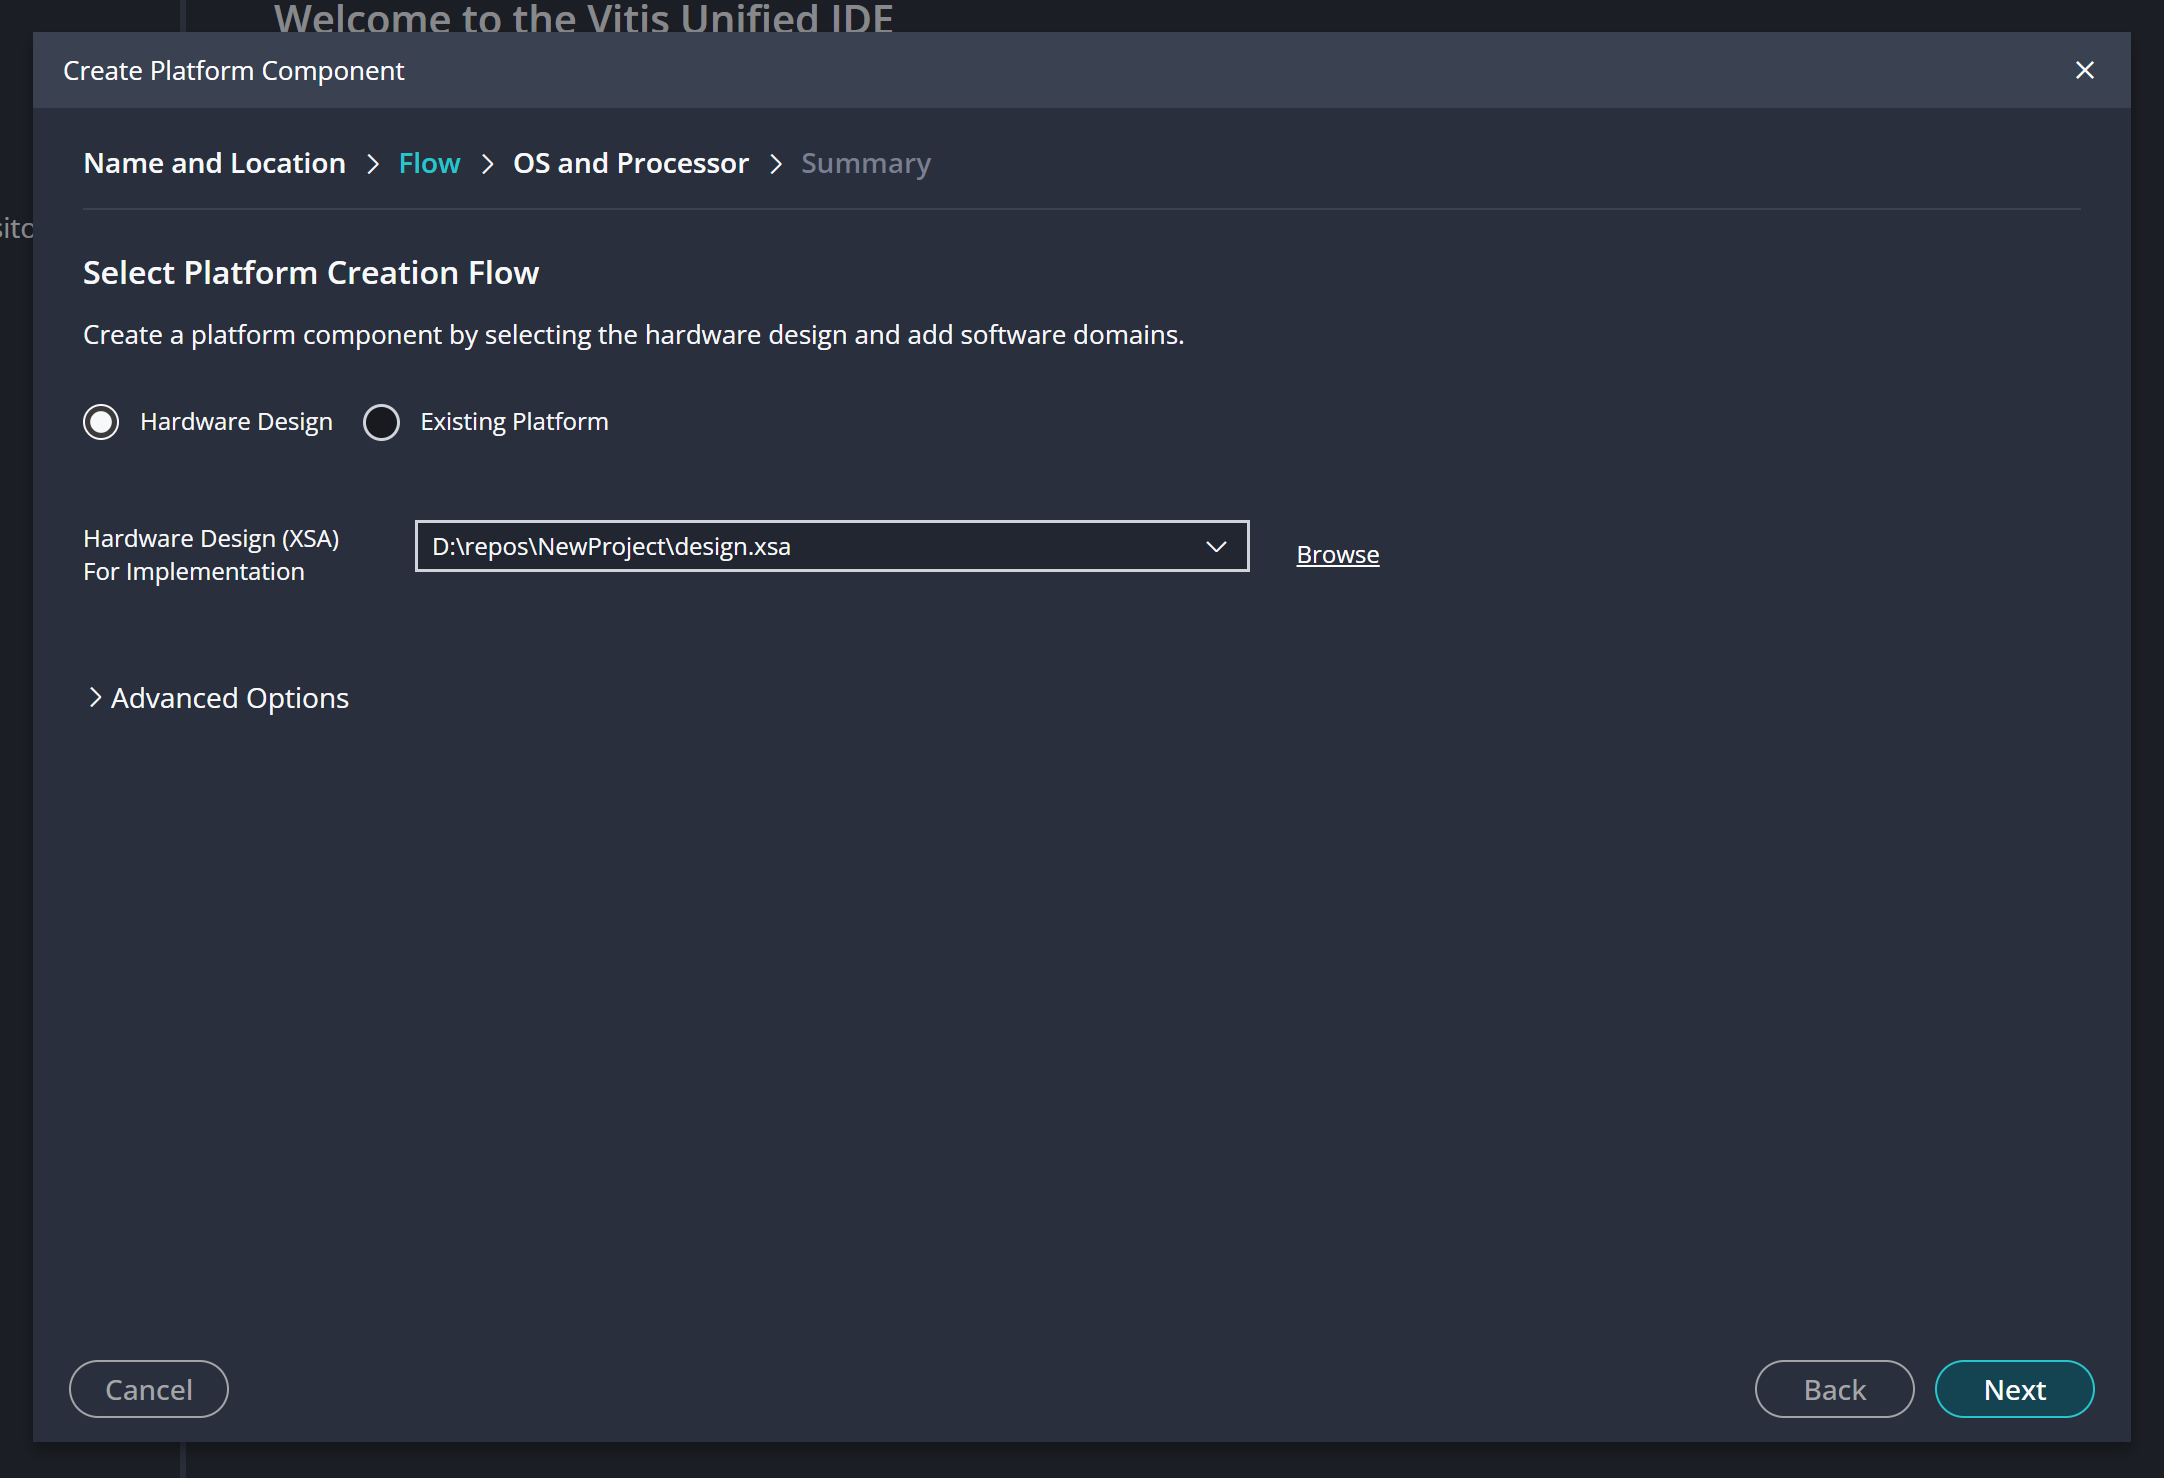 Welcome to the Vitis Unified IDE
Create Platform Component
Name and Location > Flow > OS and Processor > Summary
Select Platform Creation Flow
Create a platform component by selecting the hardware design and add software domains.
Hardware Design Existing Platform
Hardware Design (XSA)
For Implementation
D:\repos\NewProject\design.xsa
Browse
Advanced Options
Cancel Back Next